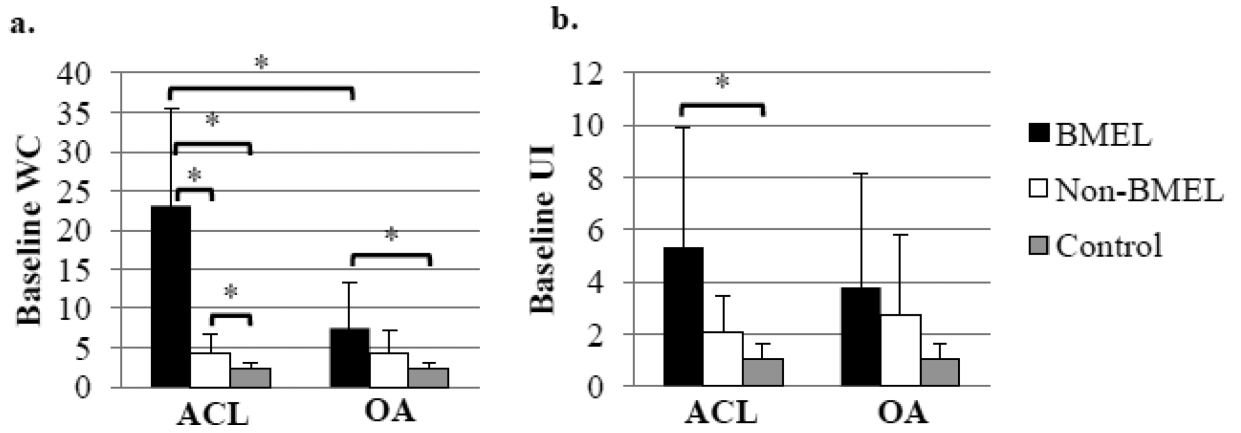 a.
Baseline WC
40
35
30
25
20
15
10
5
0
*
*
*
*
*
ACL OA
b.
Baseline UI
12
10
8
6
4
2
0
*
ACL OA
BMEL
Non-BMEL
Control